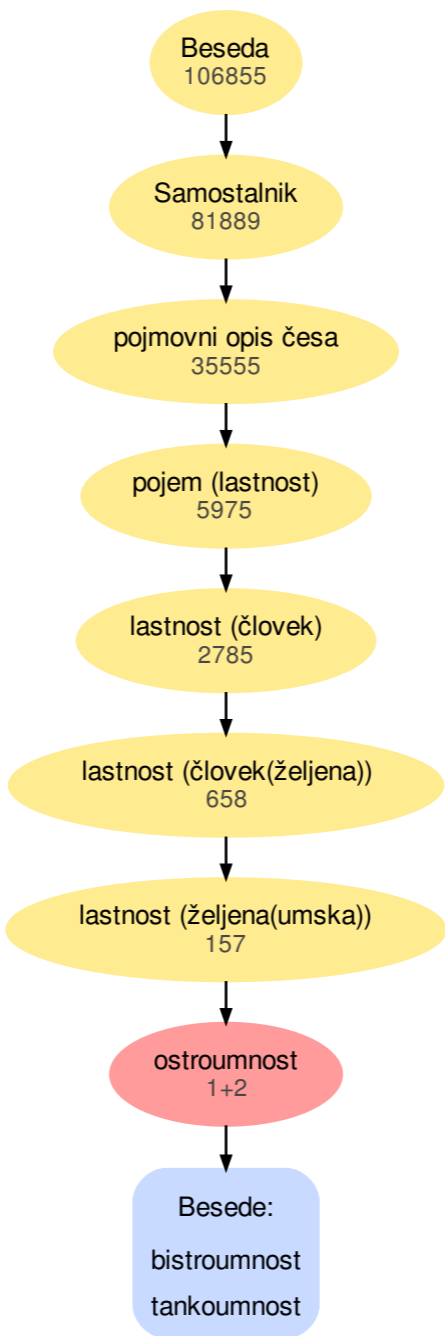 Beseda
106855
Samostalnik
81889
pojmovni opis česa
35555
pojem (lastnost)
5975
lastnost (človek)
2785
lastnost (človek(željena))
658
lastnost (željena(umska))
157
ostroumnost
1+2
Besede:
bistroumnost
tankoumnost